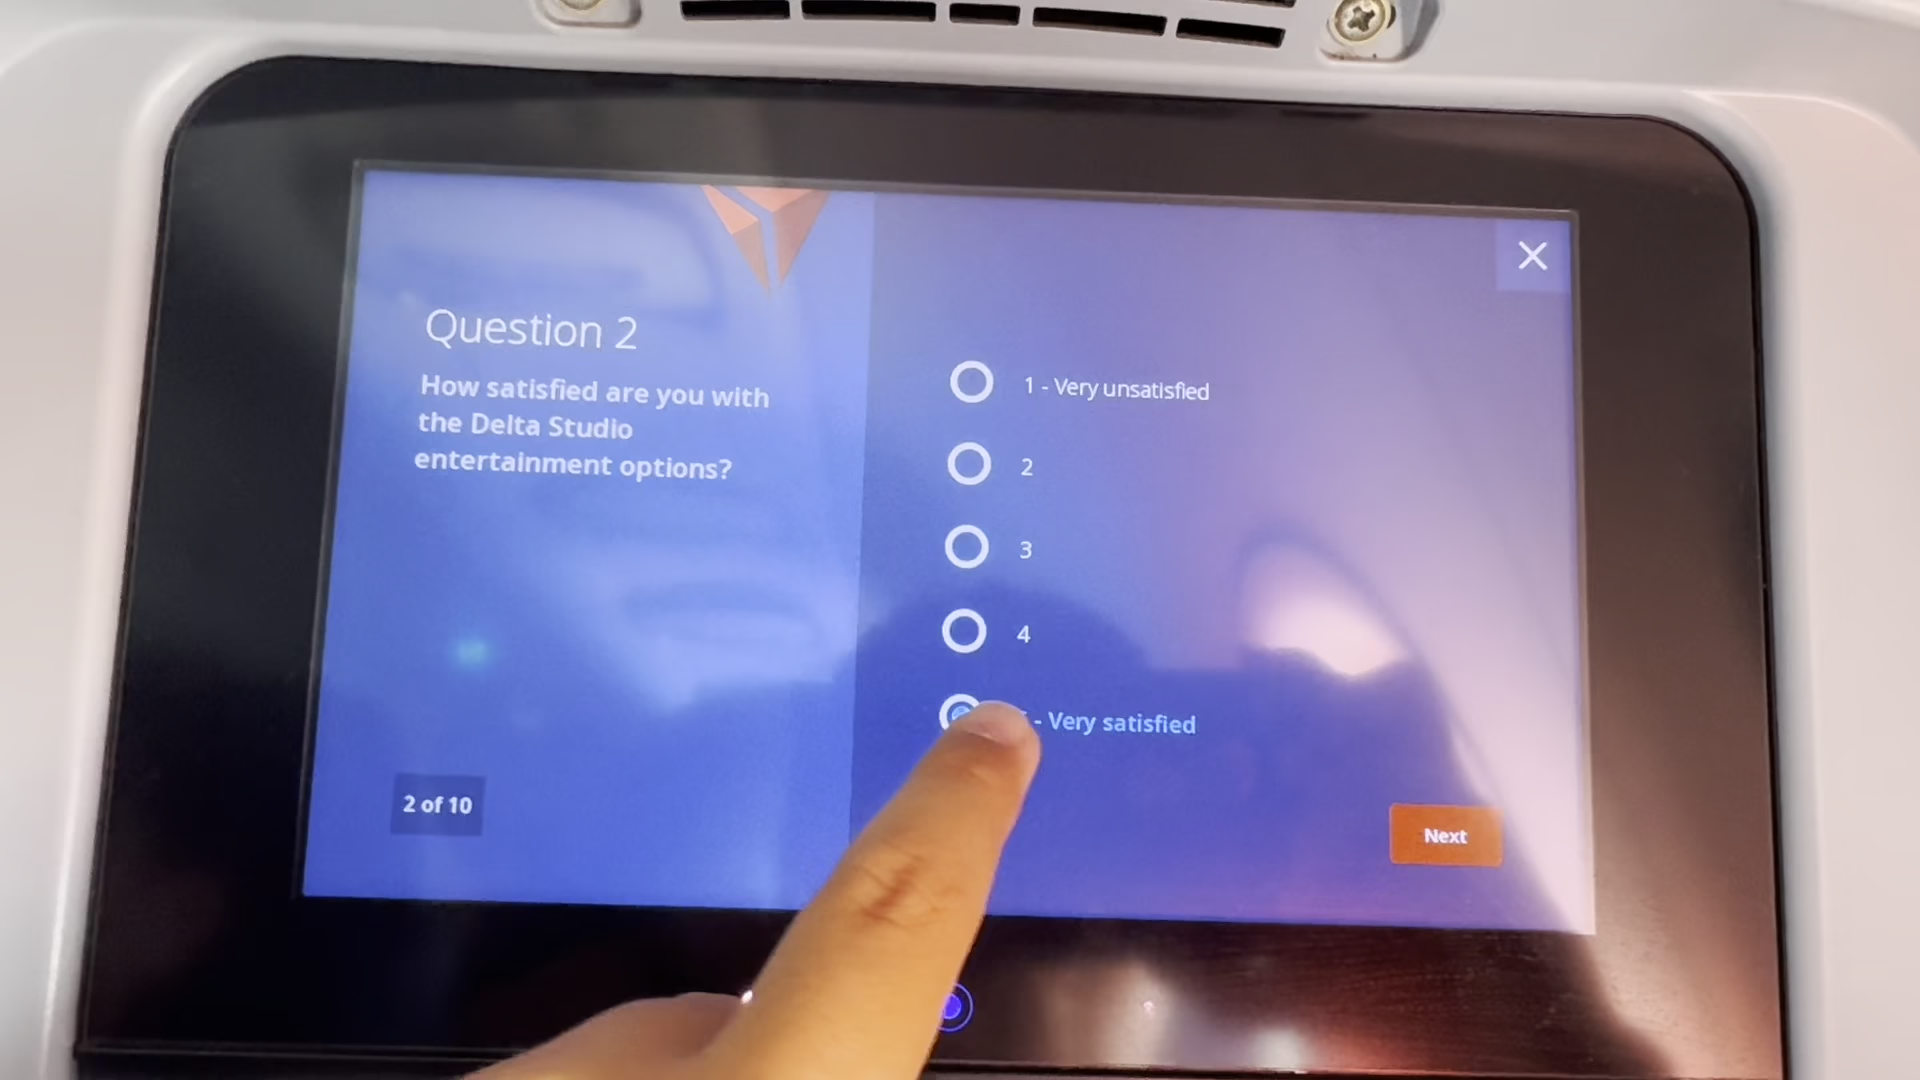 Question 2
How satisfied are you with
the Delta Studio
entertainment options?
1 - Very unsatisfied
2
3
4
- Very satisfied
2 of 10
Next